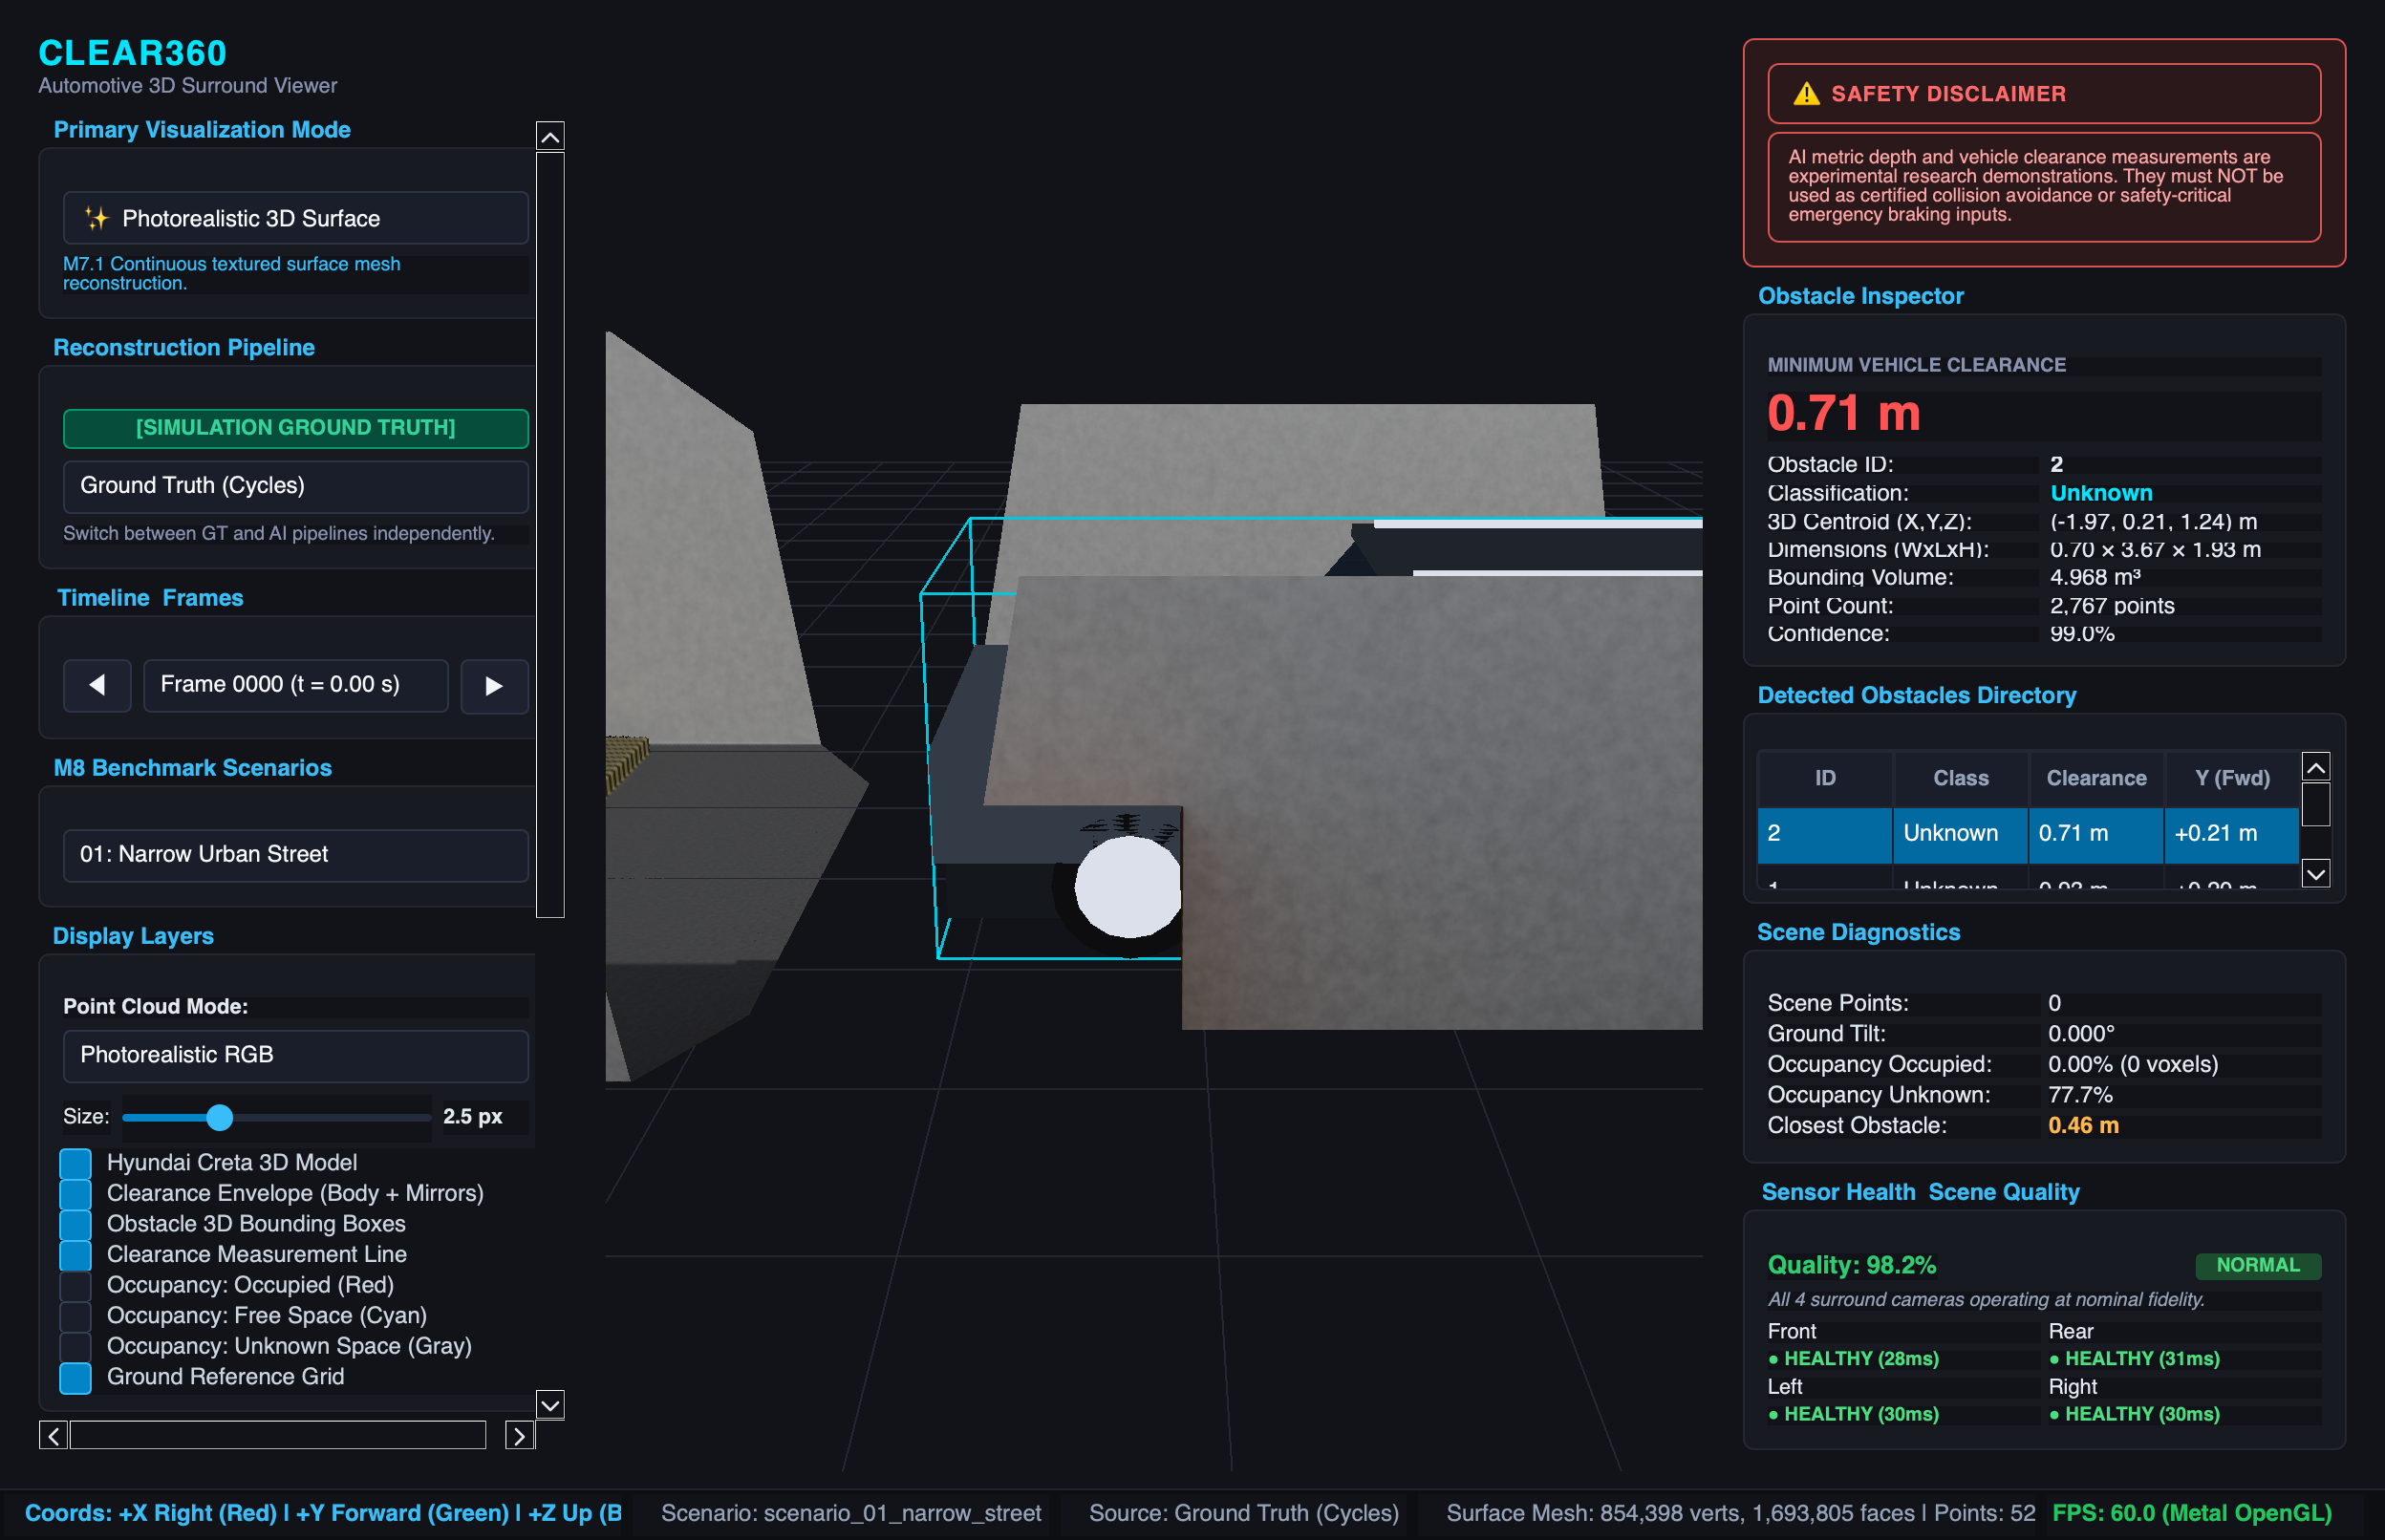 CLEAR360
Automotive 3D Surround Viewer
Primary Visualization Mode
✨ Photorealistic 3D Surface
M7.1 Continuous textured surface mesh
reconstruction.
Reconstruction Pipeline
[SIMULATION GROUND TRUTH]
Ground Truth (Cycles)
Switch between GT and AI pipelines independently.
Timeline  Frames
Frame 0000 (t = 0.00 s)
M8 Benchmark Scenarios
01: Narrow Urban Street
Display Layers
Point Cloud Mode:
Photorealistic RGB
Size: 2.5 px
Hyundai Creta 3D Model
Clearance Envelope (Body + Mirrors)
Obstacle 3D Bounding Boxes
Clearance Measurement Line
Occupancy: Occupied (Red)
Occupancy: Free Space (Cyan)
Occupancy: Unknown Space (Gray)
Ground Reference Grid
⚠️ SAFETY DISCLAIMER
AI metric depth and vehicle clearance measurements are
experimental research demonstrations. They must NOT be
used as certified collision avoidance or safety-critical
emergency braking inputs.
Obstacle Inspector
MINIMUM VEHICLE CLEARANCE
0.71 m
Obstacle ID: 2
Classification: Unknown
3D Centroid (X,Y,Z): (-1.97, 0.21, 1.24) m
Dimensions (WxLxH): 0.70 × 3.67 × 1.93 m
Bounding Volume: 4.968 m³
Point Count: 2,767 points
Confidence: 99.0%
Detected Obstacles Directory
ID Class Clearance Y (Fwd)
2 Unknown 0.71 m +0.21 m
Unknown
Scene Diagnostics
Scene Points: 0
Ground Tilt: 0.000°
Occupancy Occupied: 0.00% (0 voxels)
Occupancy Unknown: 77.7%
Closest Obstacle: 0.46 m
Sensor Health  Scene Quality
Quality: 98.2% NORMAL
All 4 surround cameras operating at nominal fidelity.
Front Rear
● HEALTHY (28ms) ● HEALTHY (31ms)
Left Right
● HEALTHY (30ms) ● HEALTHY (30ms)
Coords: +X Right (Red) | +Y Forward (Green) | +Z Up (B Scenario: scenario_01_narrow_street Source: Ground Truth (Cycles) Surface Mesh: 854,398 verts, 1,693,805 faces | Points: 52 FPS: 60.0 (Metal OpenGL)